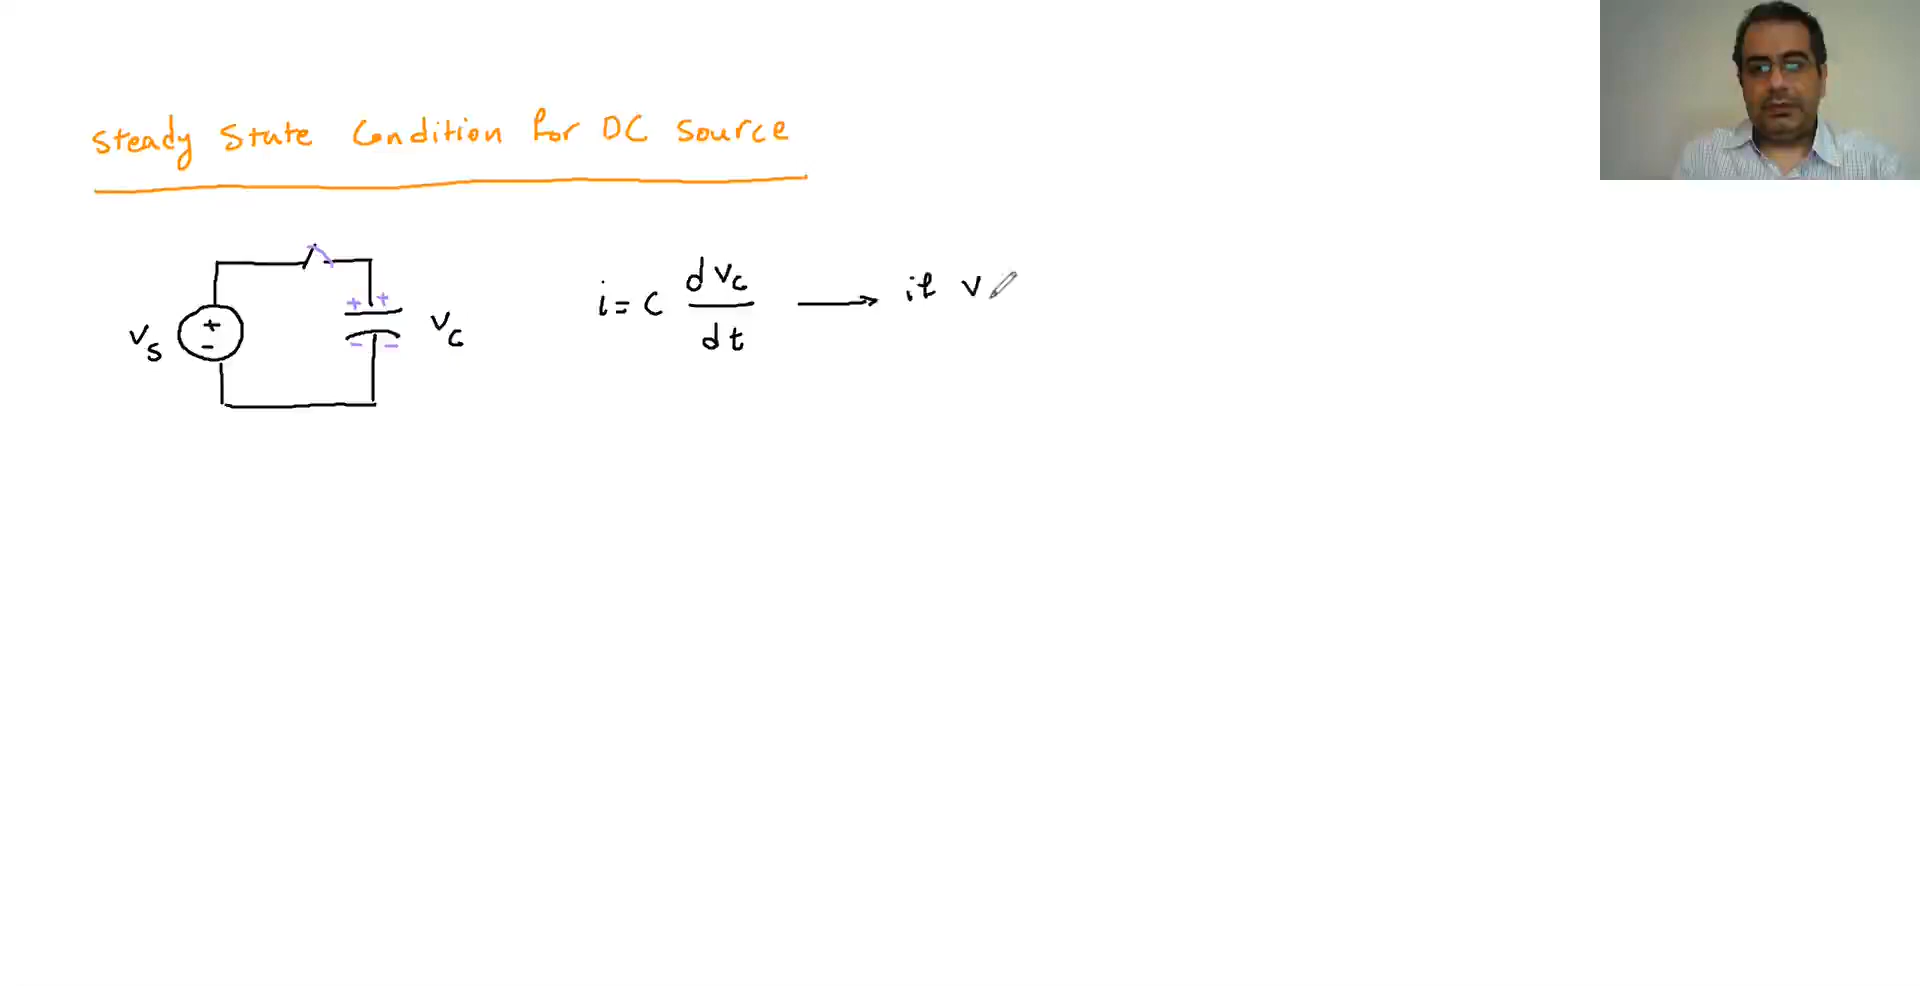 Steady State Condition for DC Source
+
-
Vs
+ +
- -
Vc
i = C dVc/dt → if V